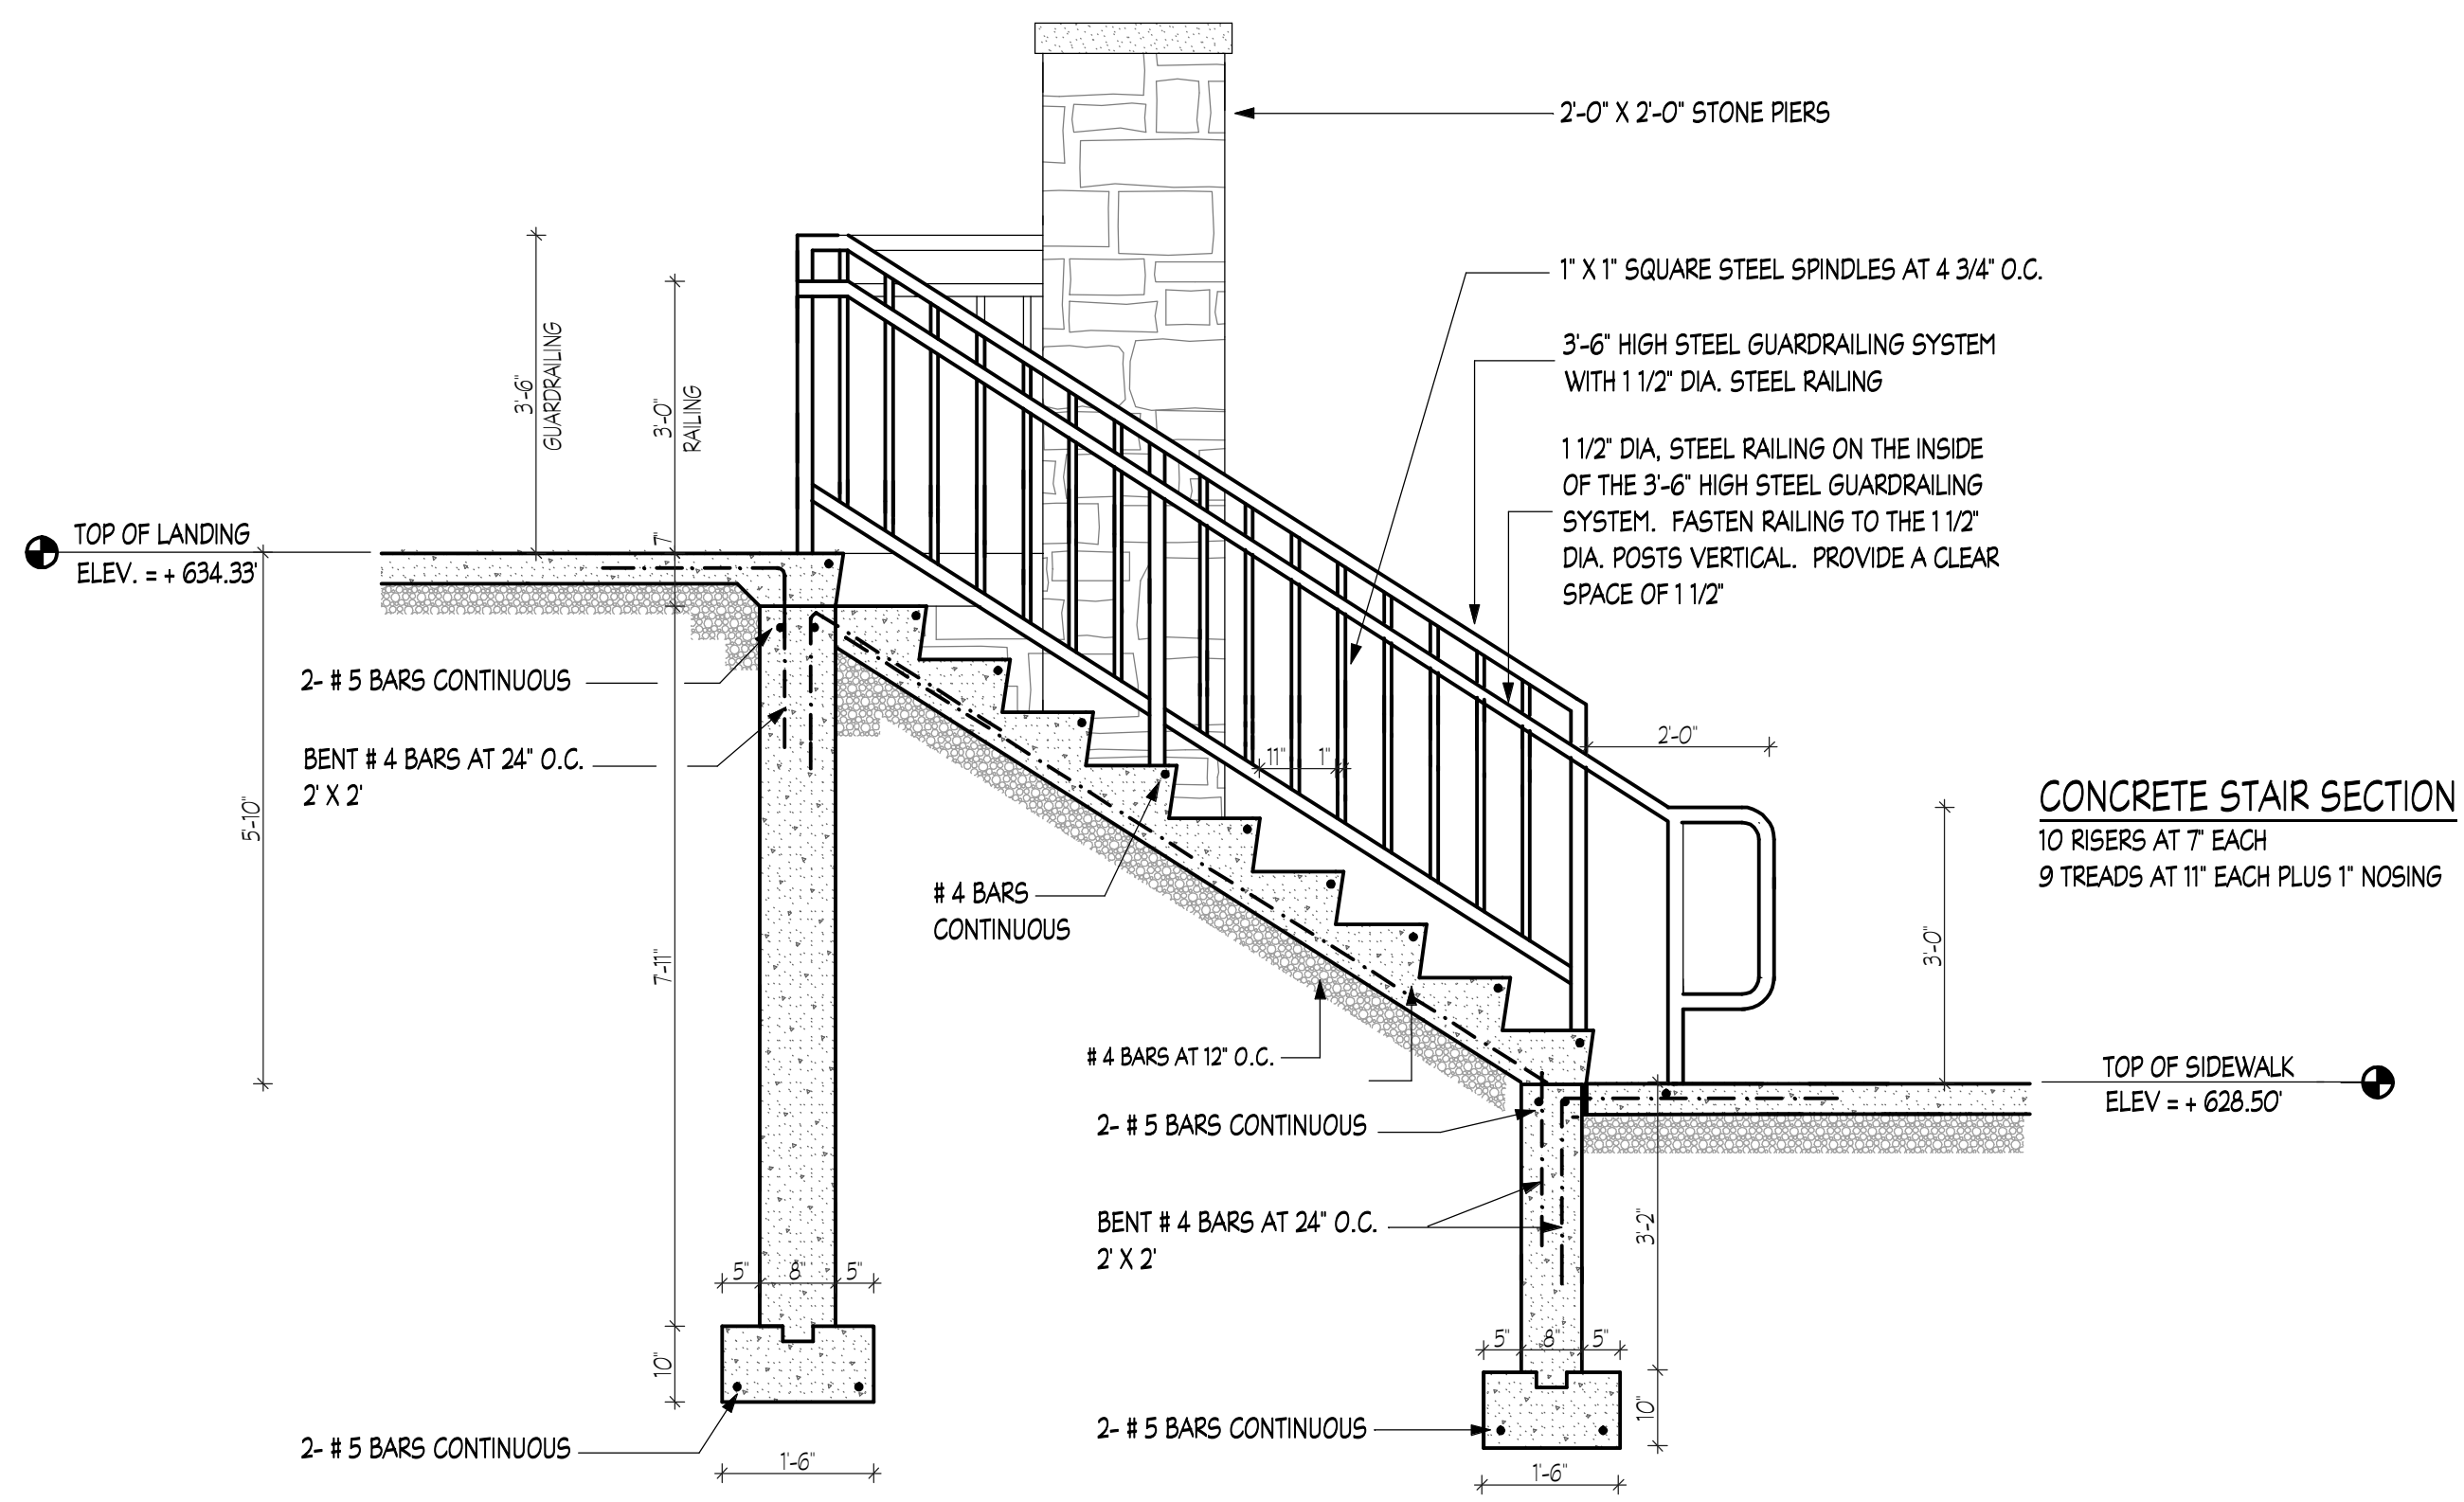 2'-0" X 2'-0" STONE PIERS
1" X 1" SQUARE STEEL SPINDLES AT 4 3/4" O.C.
3'-6" HIGH STEEL GUARDRAILING SYSTEM
WITH 1 1/2" DIA. STEEL RAILING
1 1/2" DIA, STEEL RAILING ON THE INSIDE
OF THE 3'-6" HIGH STEEL GUARDRAILING
SYSTEM. FASTEN RAILING TO THE 1 1/2"
DIA. POSTS VERTICAL. PROVIDE A CLEAR
SPACE OF 1 1/2"
3'-6"
GUARDRAILING
3'-0"
RAILING
7"
TOP OF LANDING
ELEV. = + 634.33'
2- # 5 BARS CONTINUOUS
BENT # 4 BARS AT 24" O.C.
2' X 2'
5'-10"
7'-11"
11"
1"
2'-0"
CONCRETE STAIR SECTION
10 RISERS AT 7" EACH
9 TREADS AT 11" EACH PLUS 1" NOSING
# 4 BARS
CONTINUOUS
3'-0"
# 4 BARS AT 12" O.C.
TOP OF SIDEWALK
ELEV = + 628.50'
2- # 5 BARS CONTINUOUS
BENT # 4 BARS AT 24" O.C.
2' X 2'
3'-2"
5"
8"
5"
10"
5"
8"
5"
10"
2- # 5 BARS CONTINUOUS
1'-6"
2- # 5 BARS CONTINUOUS
1'-6"